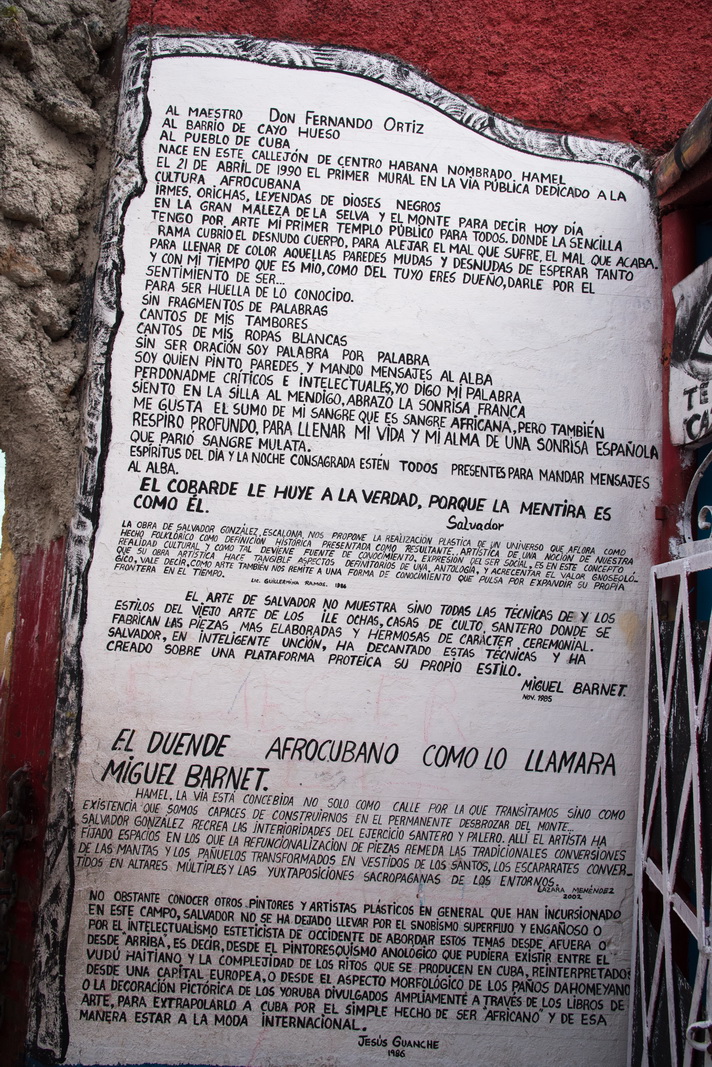 AL MAESTRO DON FERNANDO ORTIZ
AL BARRIO DE CAYO HUESO
AL PUEBLO DE CUBA
NACE EN ESTE CALLEJÓN DE CENTRO HABANA NOMBRADO. HAMEL
EL 21 DE ABRIL DE 1990 EL PRIMER MURAL EN LA VÍA PÚBLICA DEDICADO A LA
CULTURA AFROCUBANA
IRMES, ORICHAS, LEYENDAS DE DIOSES NEGROS
EN LA GRAN MALEZA DE LA SELVA Y EL MONTE PARA DECIR HOY DÍA
TENGO POR ARTE MI PRIMER TEMPLO PÚBLICO PARA TODOS. DONDE LA SENCILLA
RAMA CUBRIO EL DESNUDO CUERPO, PARA ALEJAR EL MAL QUE SUFRE, EL MAL QUE ACABA.
PARA LLENAR DE COLOR AQUELLAS PAREDES MUDAS Y DESNUDAS DE ESPERAR TANTO
Y CON MI TIEMPO QUE ES MIO, COMO DEL TUYO ERES DUEÑO, DARLE POR EL
SENTIMIENTO DE SER...
PARA SER HUELLA DE LO CONOCIDO.
SIN FRAGMENTOS DE PALABRAS
CANTOS DE MIS TAMBORES
CANTOS DE MIS ROPAS BLANCAS
SIN SER ORACIÓN SOY PALABRA POR PALABRA
SOY QUIEN PINTO PAREDES Y MANDO MENSAJES AL ALBA
PERDONADME CRÍTICOS E INTELECTUALES, YO DIGO MI PALABRA
SIENTO EN LA SILLA AL MENDIGO, ABRAZO LA SONRISA FRANCA
ME GUSTA EL SUMO DE MI SANGRE QUE ES SANGRE AFRICANA, PERO TAMBIÉN
RESPIRO PROFUNDO, PARA LLENAR MI VIDA Y MI ALMA DE UNA SONRISA ESPAÑOLA
QUE PARIÓ SANGRE MULATA.
ESPÍRITUS DEL DÍA Y LA NOCHE CONSAGRADA ESTÉN TODOS PRESENTES PARA MANDAR MENSAJES
AL ALBA.
EL COBARDE LE HUYE A LA VERDAD, PORQUE LA MENTIRA ES
COMO ÉL.
Salvador
LA OBRA DE SALVADOR GONZÁLEZ, ESCALONA, NOS PROPONE LA REALIZACIÓN PLÁSTICA DE UN UNIVERSO QUE AFLORA COMO
HECHO FOLKLÓRICO COMO DEFINICIÓN HISTÓRICA PRESENTADA COMO RESULTANTE. ARTÍSTICA DE UNA NOCIÓN DE NUESTRA
REALIDAD CULTURAL Y COMO TAL DEVIENE FUENTE DE CONOCIMIENTO, EXPRESIÓN DEL SER SOCIAL, ES EN ESTE CONCEPTO
QUE SU OBRA ARTÍSTICA HACE TANGIBLE ASPECTOS DEFINITORIOS DE UNA, ANTOLOGÍA, Y ACRECENTAR EL VALOR GNOSEOLÓ-
GICO, VALE DECIR, COMO ARTE TAMBIÉN NOS REMITE A UNA FORMA DE CONOCIMIENTO QUE PULSA POR EXPANDIR SU PROPIA
FRONTERA EN EL TIEMPO.
LIC. GUILLERMINA RAMOS. 1986
EL ARTE DE SALVADOR NO MUESTRA SINO TODAS LAS TÉCNICAS DE Y LOS
ESTILOS DEL VIEJO ARTE DE LOS ILE OCHAS, CASAS DE CULTO SANTERO DONDE SE
FABRICAN LAS PIEZAS MAS ELABORADAS Y HERMOSAS DE CARÁCTER CEREMONIAL.
SALVADOR, EN INTELIGENTE UNCIÓN, HA DECANTADO ESTAS TÉCNICAS Y HA
CREADO SOBRE UNA PLATAFORMA PROTEICA SU PROPIO ESTILO.
MIGUEL BARNET.
NOV. 1985
EL DUENDE AFROCUBANO COMO LO LLAMARA
MIGUEL BARNET.
HAMEL, LA VÍA ESTÁ CONCEBIDA NO SOLO COMO CALLE POR LA QUE TRANSITAMOS SINO COMO
EXISTENCIA QUE SOMOS CAPACES DE CONSTRUIRNOS EN EL PERMANENTE DESBROZAR DEL MONTE..
SALVADOR GONZÁLEZ RECREA LAS INTERIORIDADES DEL EJERCICIO SANTERO Y PALERO. ALLÍ EL ARTISTA HA
FIJADO ESPACIOS EN LOS QUE LA REFUNCIONALIZACION DE PIEZAS REMEDA LAS TRADICIONALES CONVERSIONES
DE LAS MANTAS Y LOS PAÑUELOS TRANSFORMADOS EN VESTIDOS DE LOS SANTOS, LOS ESCAPARATES CONVER-
TIDOS EN ALTARES MÚLTIPLES Y LAS YUXTAPOSICIONES SACROPAGANAS DE LOS ENTORNOS.
LÁZARA MENÉNDEZ
2002
NO OBSTANTE CONOCER OTROS PINTORES Y ARTISTAS PLÁSTICOS EN GENERAL QUE HAN INCURSIONADO
EN ESTE CAMPO, SALVADOR NO SE HA DEJADO LLEVAR POR EL SNOBISMO SUPERFLUO Y ENGAÑOSO O
POR EL INTELECTUALISMO ESTETICISTA DE OCCIDENTE DE ABORDAR ESTOS TEMAS DESDE AFUERA O
DESDE "ARRIBA", ES DECIR, DESDE EL PINTORESQUISMO ANOLÓGICO QUE PUDIERA EXISTIR ENTRE EL
VUDÚ HAITIANO Y LA COMPLEJIDAD DE LOS RITOS QUE SE PRODUCEN EN CUBA, REINTERPRETADOS
DESDE UNA CAPITAL EUROPEA, O DESDE EL ASPECTO MORFOLÓGICO DE LOS PAÑOS DAHOMEYANO
O LA DECORACIÓN PICTÓRICA DE LOS YORUBA DIVULGADOS AMPLIAMENTE A TRAVÉS DE LOS LIBROS DE
ARTE, PARA EXTRAPOLARLO A CUBA POR EL SIMPLE HECHO DE SER "AFRICANO" Y DE ESA
MANERA ESTAR A LA MODA INTERNACIONAL.
JESÚS GUANCHE
1986